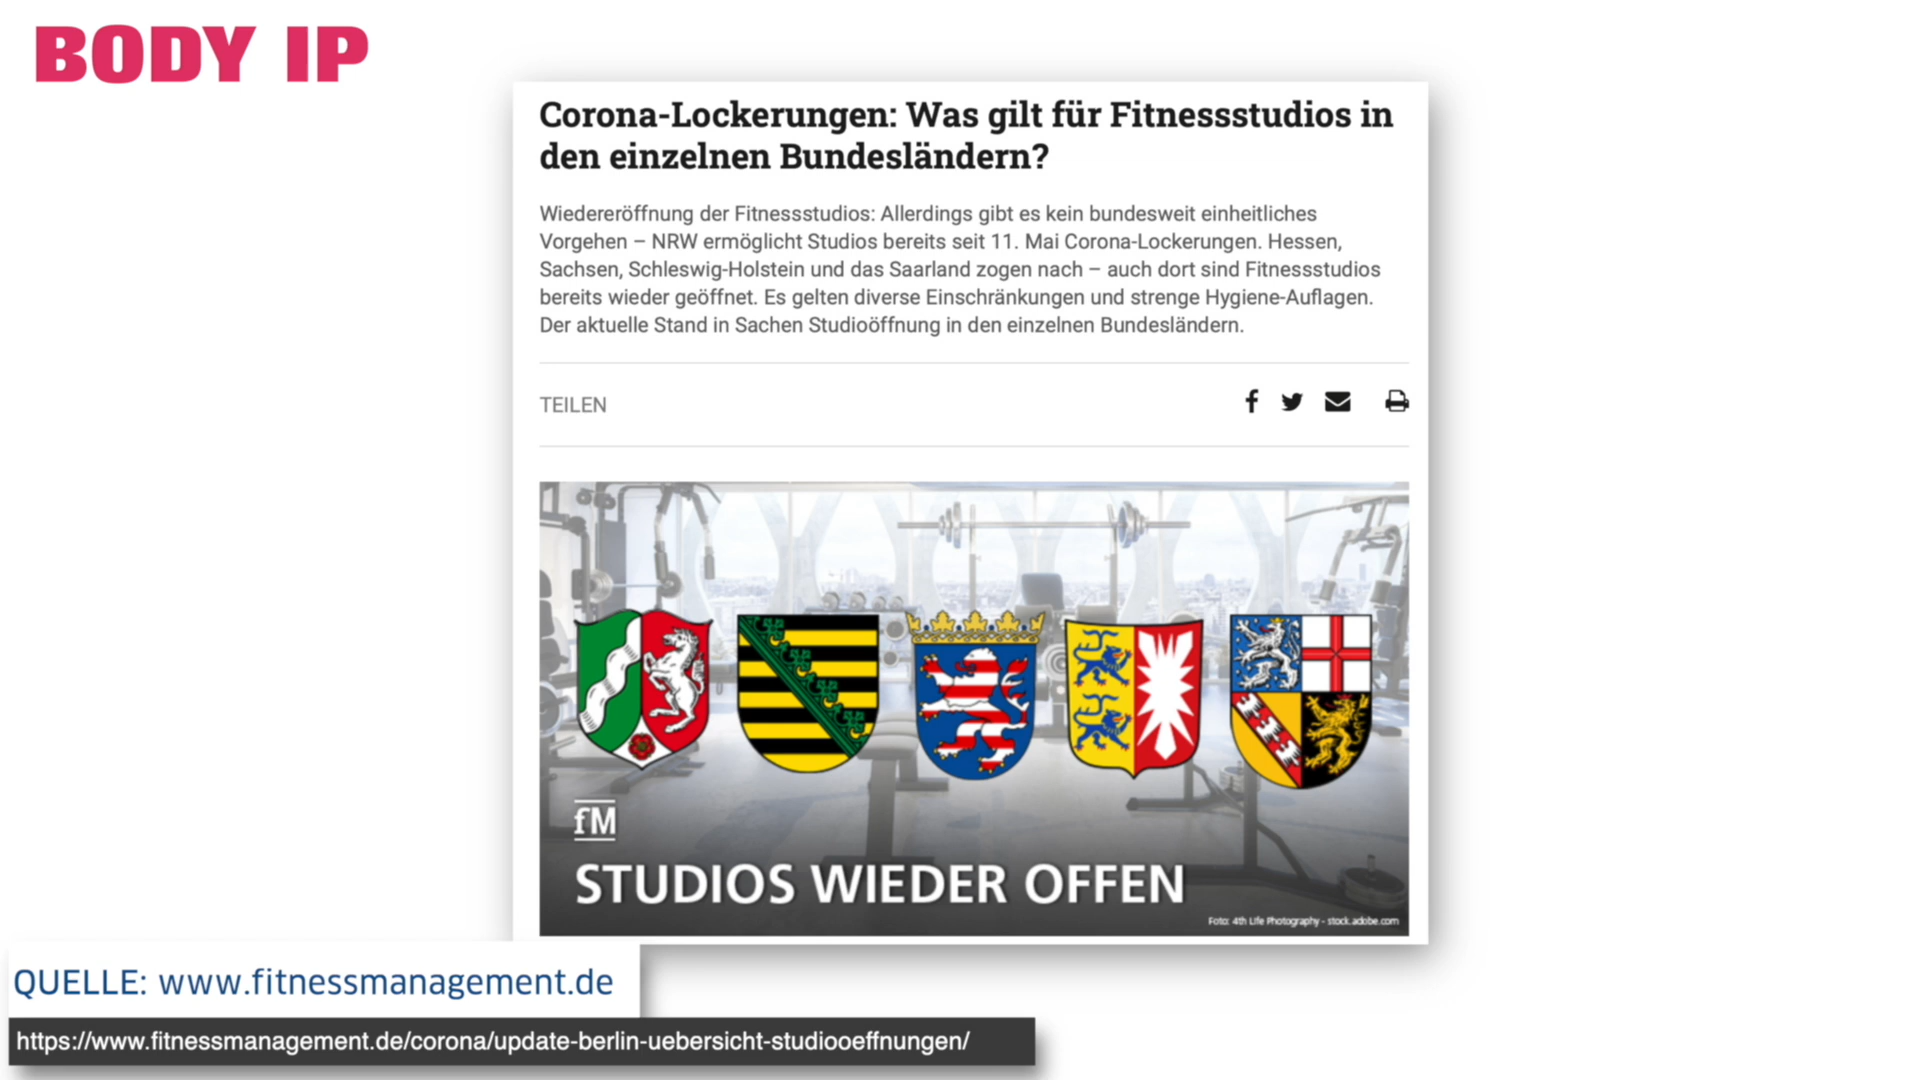 BODY IP
Corona-Lockerungen: Was gilt für Fitnessstudios in
den einzelnen Bundesländern?
Wiedereröffnung der Fitnessstudios: Allerdings gibt es kein bundesweit einheitliches
Vorgehen – NRW ermöglicht Studios bereits seit 11. Mai Corona-Lockerungen. Hessen,
Sachsen, Schleswig-Holstein und das Saarland zogen nach – auch dort sind Fitnessstudios
bereits wieder geöffnet. Es gelten diverse Einschränkungen und strenge Hygiene-Auflagen.
Der aktuelle Stand in Sachen Studioöffnung in den einzelnen Bundesländern.
TEILEN
fM
STUDIOS WIEDER OFFEN
Foto: 4th Life Photography - stock.adobe.com
QUELLE: www.fitnessmanagement.de
https://www.fitnessmanagement.de/corona/update-berlin-uebersicht-studiooeffnungen/